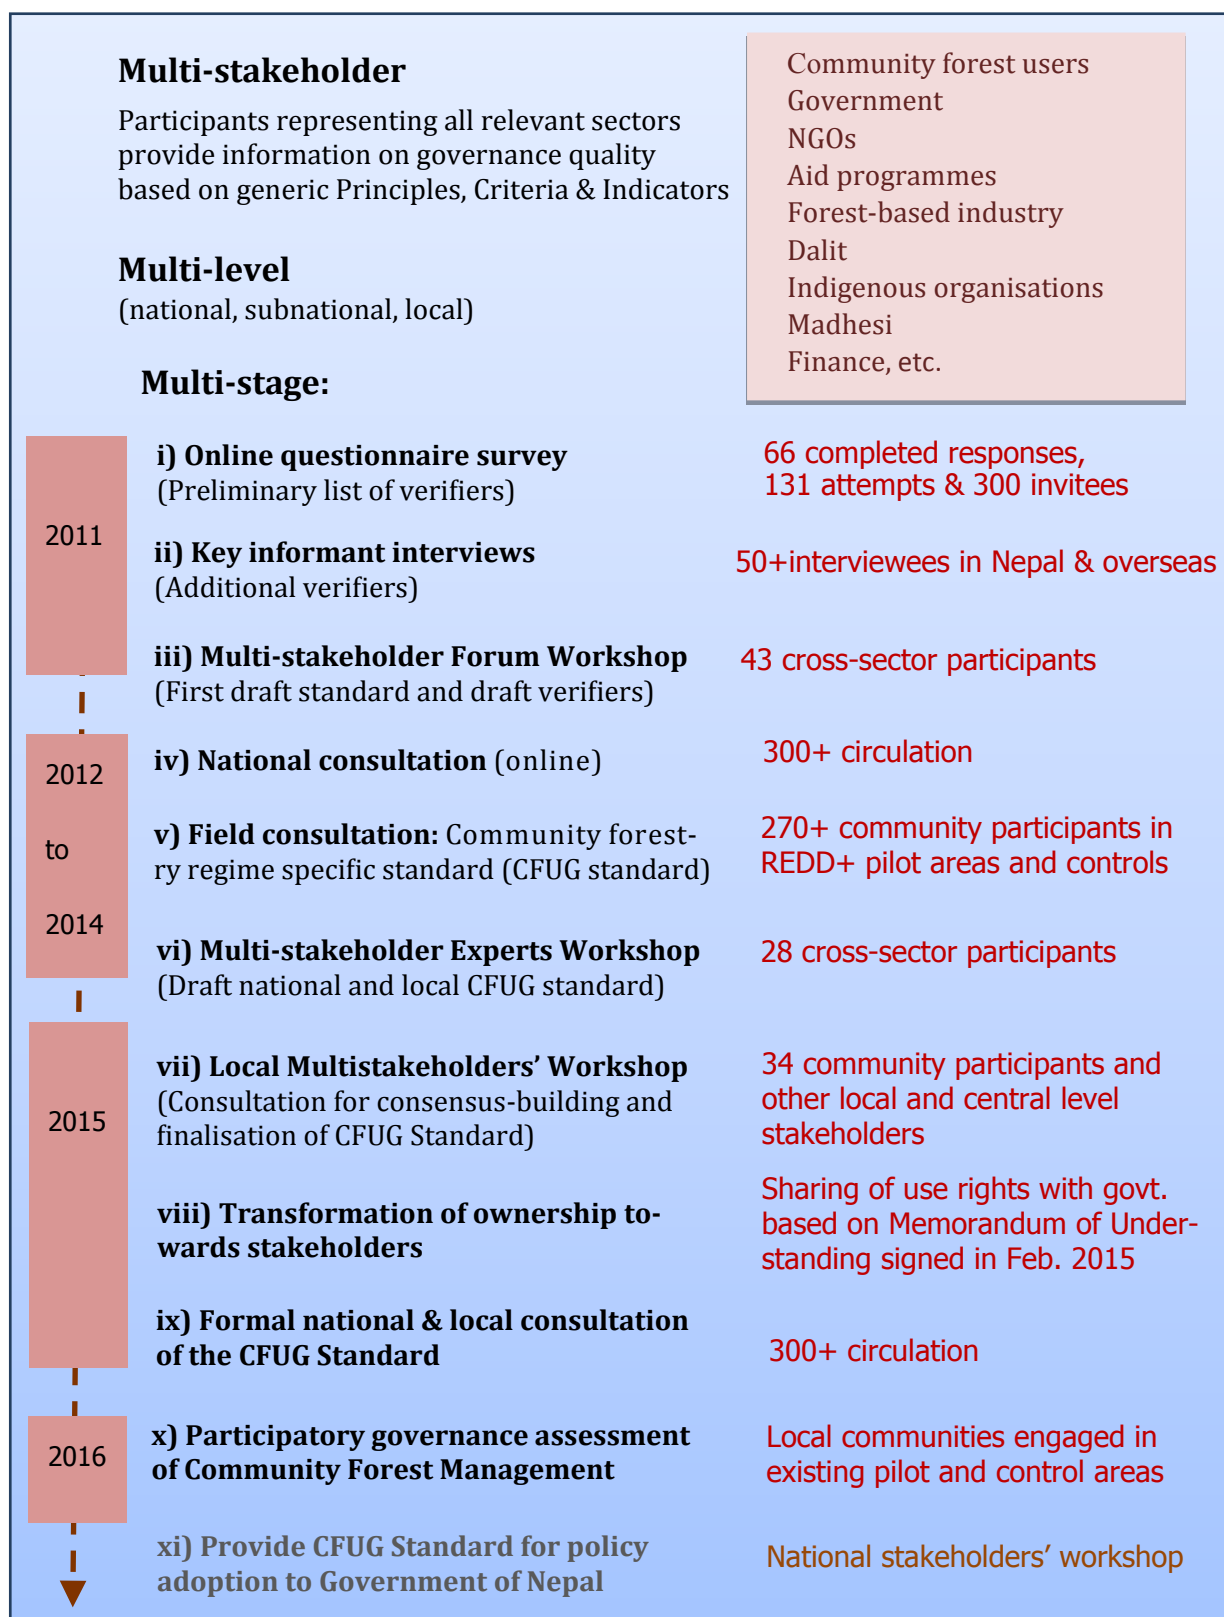 Multi-stakeholder
Participants representing all relevant sectors
provide information on governance quality
based on generic Principles, Criteria & Indicators
Community forest users
Government
NGOs
Aid programmes
Forest-based industry
Dalit
Indigenous organisations
Madhesi
Finance, etc.
Multi-level
(national, subnational, local)
Multi-stage:
2011
i) Online questionnaire survey
(Preliminary list of verifiers)
66 completed responses,
131 attempts & 300 invitees
ii) Key informant interviews
(Additional verifiers)
50+interviewees in Nepal & overseas
iii) Multi-stakeholder Forum Workshop
(First draft standard and draft verifiers)
43 cross-sector participants
2012
to
2014
iv) National consultation (online)
300+ circulation
v) Field consultation: Community forest-
ry regime specific standard (CFUG standard)
270+ community participants in
REDD+ pilot areas and controls
vi) Multi-stakeholder Experts Workshop
(Draft national and local CFUG standard)
28 cross-sector participants
2015
vii) Local Multistakeholders’ Workshop
(Consultation for consensus-building and
finalisation of CFUG Standard)
34 community participants and
other local and central level
stakeholders
viii) Transformation of ownership to-
wards stakeholders
Sharing of use rights with govt.
based on Memorandum of Under-
standing signed in Feb. 2015
ix) Formal national & local consultation
of the CFUG Standard
300+ circulation
2016
x) Participatory governance assessment
of Community Forest Management
Local communities engaged in
existing pilot and control areas
xi) Provide CFUG Standard for policy
adoption to Government of Nepal
National stakeholders’ workshop